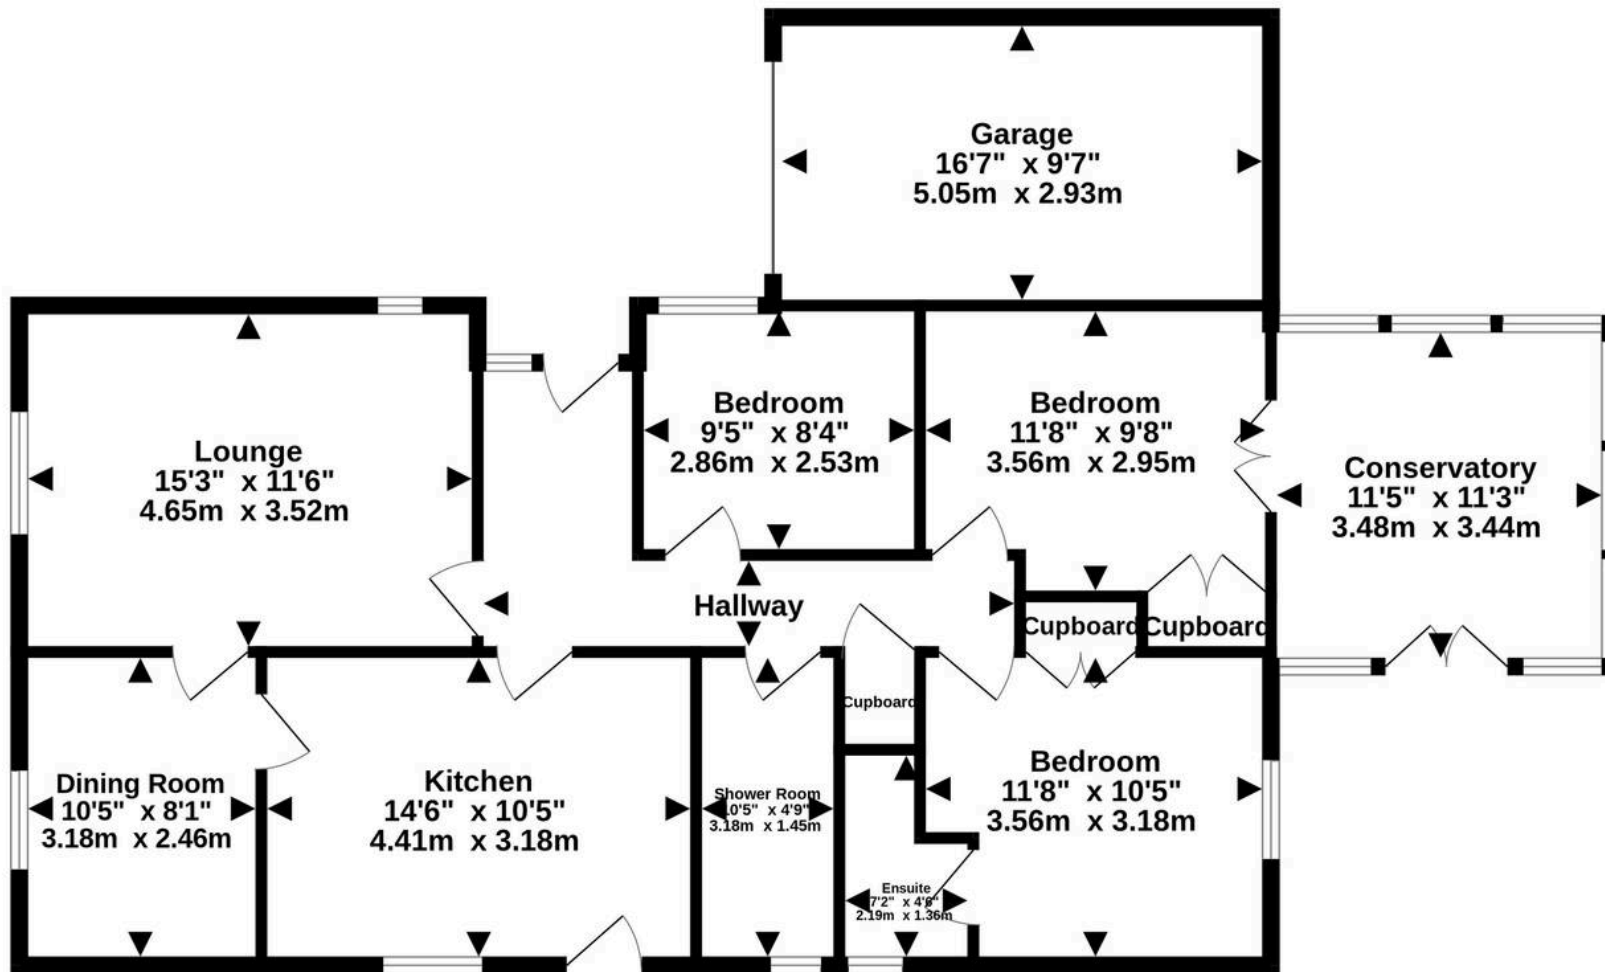 Garage
16'7" x 9'7"
5.05m x 2.93m
Lounge
15'3" x 11'6"
4.65m x 3.52m
Bedroom
9'5" x 8'4"
2.86m x 2.53m
Bedroom
11'8" x 9'8"
3.56m x 2.95m
Conservatory
11'5" x 11'3"
3.48m x 3.44m
Hallway
Cupboard
Cupboard
Cupboard
Dining Room
10'5" x 8'1"
3.18m x 2.46m
Kitchen
14'6" x 10'5"
4.41m x 3.18m
Shower Room
10'5" x 4'9"
3.18m x 1.45m
Bedroom
11'8" x 10'5"
3.56m x 3.18m
Ensuite
7'2" x 4'6"
2.19m x 1.36m